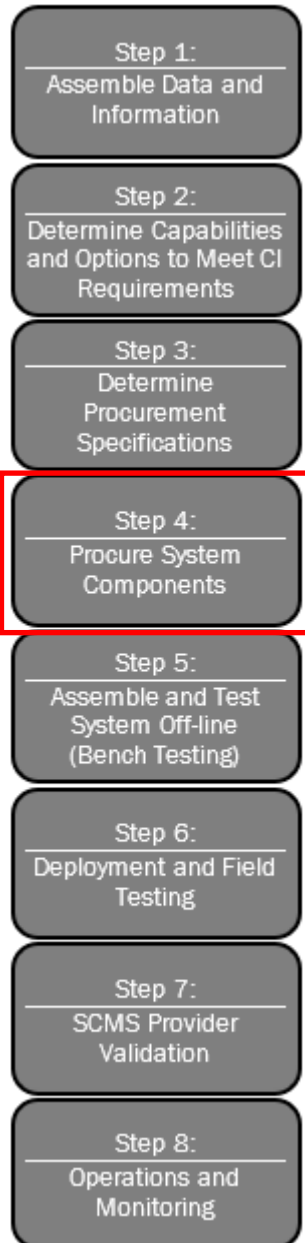 Step 1:
Assemble Data and
Information
Step 2:
Determine Capabilities
and Options to Meet CI
Requirements
Step 3:
Determine
Procurement
Specifications
Step 4:
Procure System
Components
Step 5:
Assemble and Test
System Off-line
(Bench Testing)
Step 6:
Deployment and Field
Testing
Step 7:
SCMS Provider
Validation
Step 8:
Operations and
Monitoring